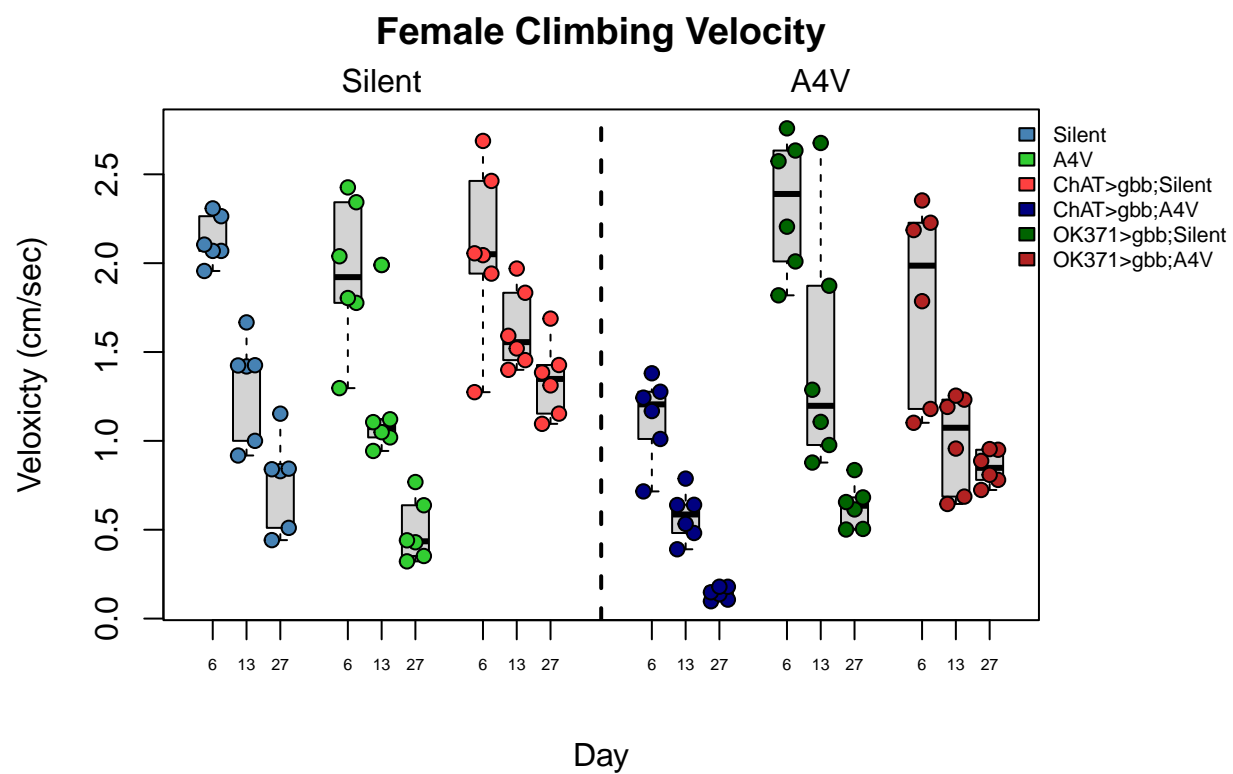 Female Climbing Velocity
Silent A4V
Veloxicty (cm/sec)
2.5
2.0
1.5
1.0
0.5
0.0
6 13 27 6 13 27 6 13 27 6 13 27 6 13 27 6 13 27
Day
Silent
A4V
ChAT>gbb;Silent
ChAT>gbb;A4V
OK371>gbb;Silent
OK371>gbb;A4V